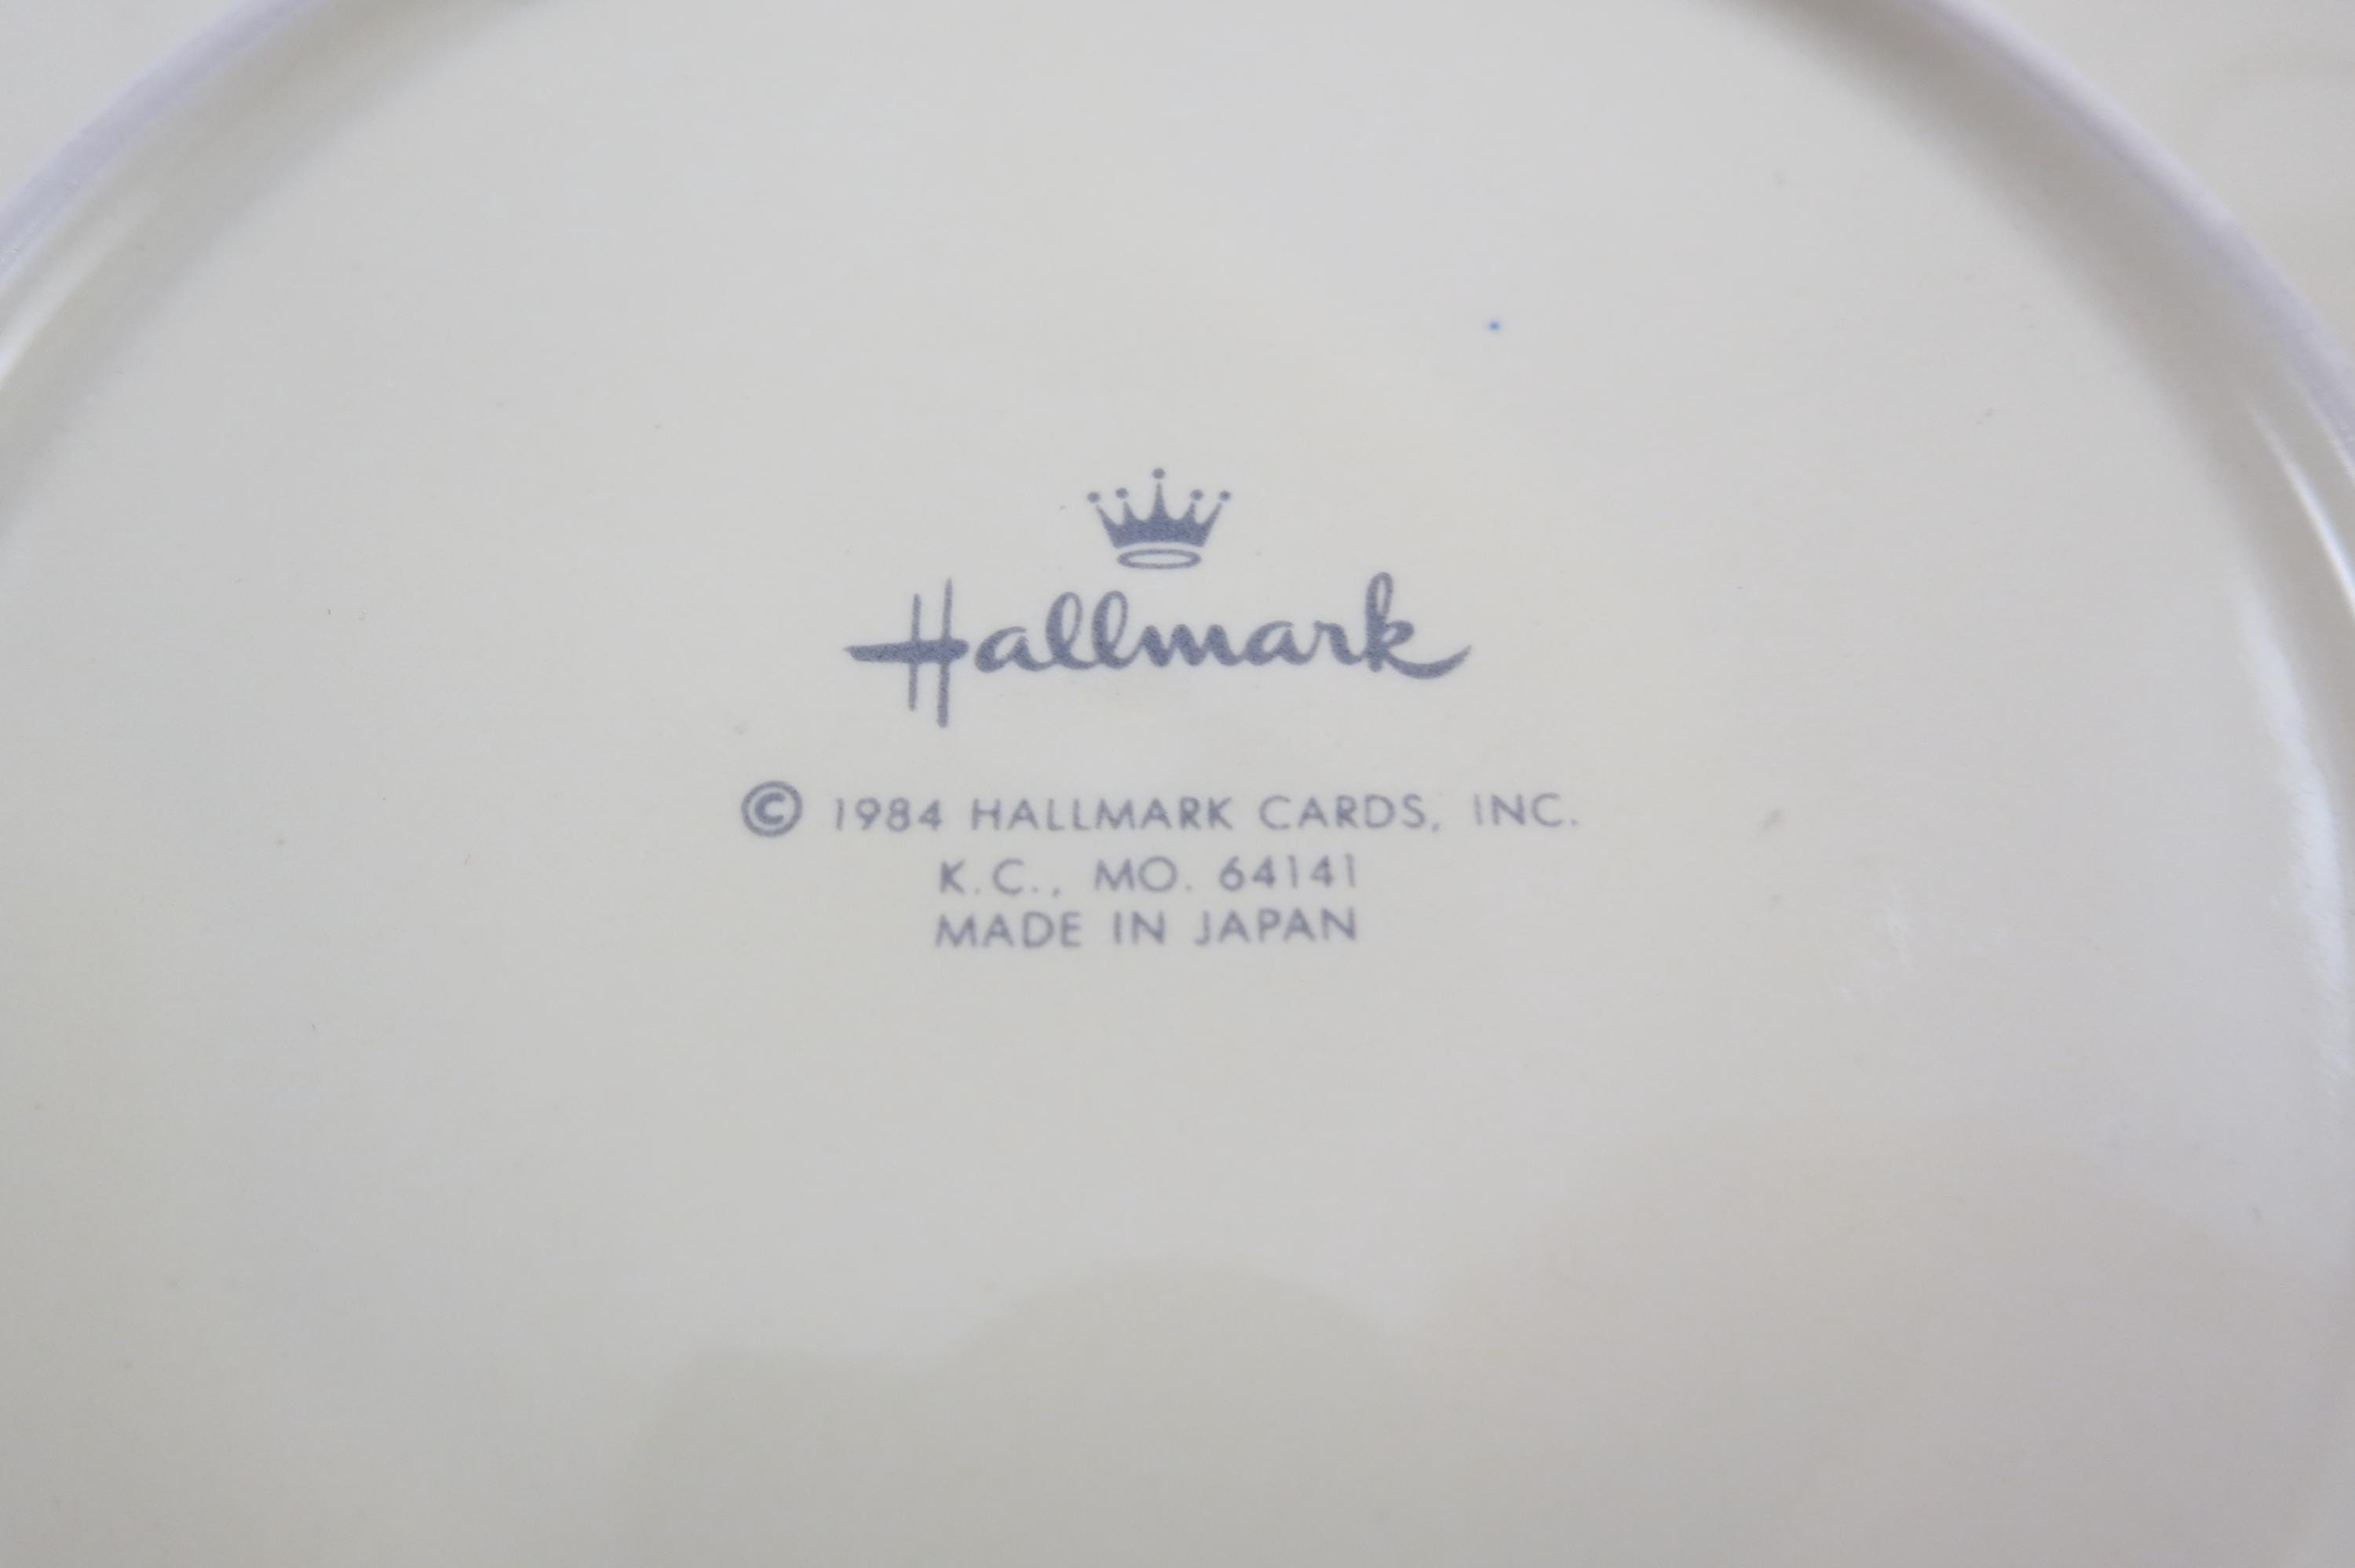 Hallmark
© 1984 HALLMARK CARDS, INC.
K.C., MO. 64141
MADE IN JAPAN